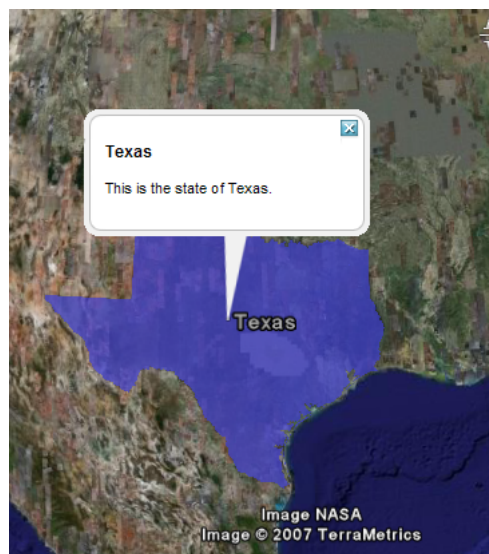 Texas
This is the state of Texas.
Texas
Image NASA
Image © 2007 TerraMetrics